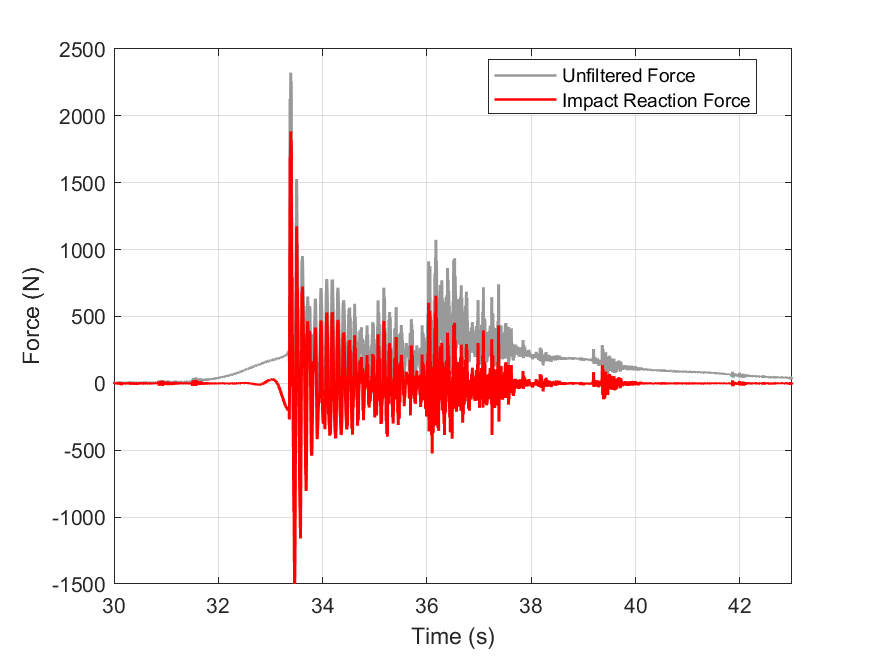 2500
2000
1500
1000
500
0
-500
-1000
-1500
Force (N)
Unfiltered Force
Impact Reaction Force
30 32 34 36 38 40 42
Time (s)